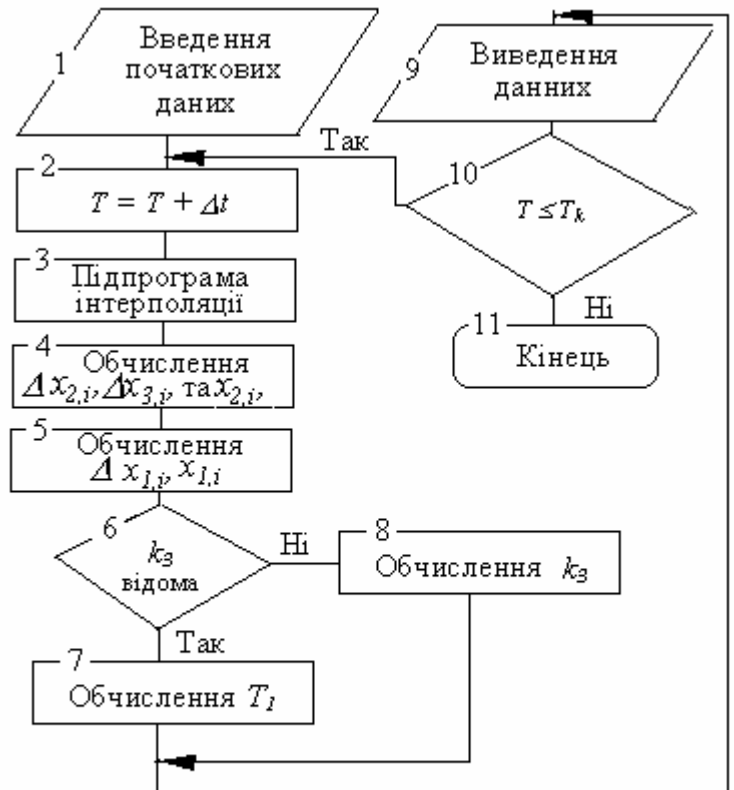 1
Введення
початкових
даних
2
T = T + Δt
3
Підпрограма
інтерполяції
4
Обчислення
Δx2,i, Δx3,i, та x2,i,
5
Обчислення
Δ x1,i, x1,i
6
kз
відома
Ні
Так
7
Обчислення T1
8
Обчислення kз
9
Виведення
данних
Так
10
T ≤ Tk
Ні
11
Кінець